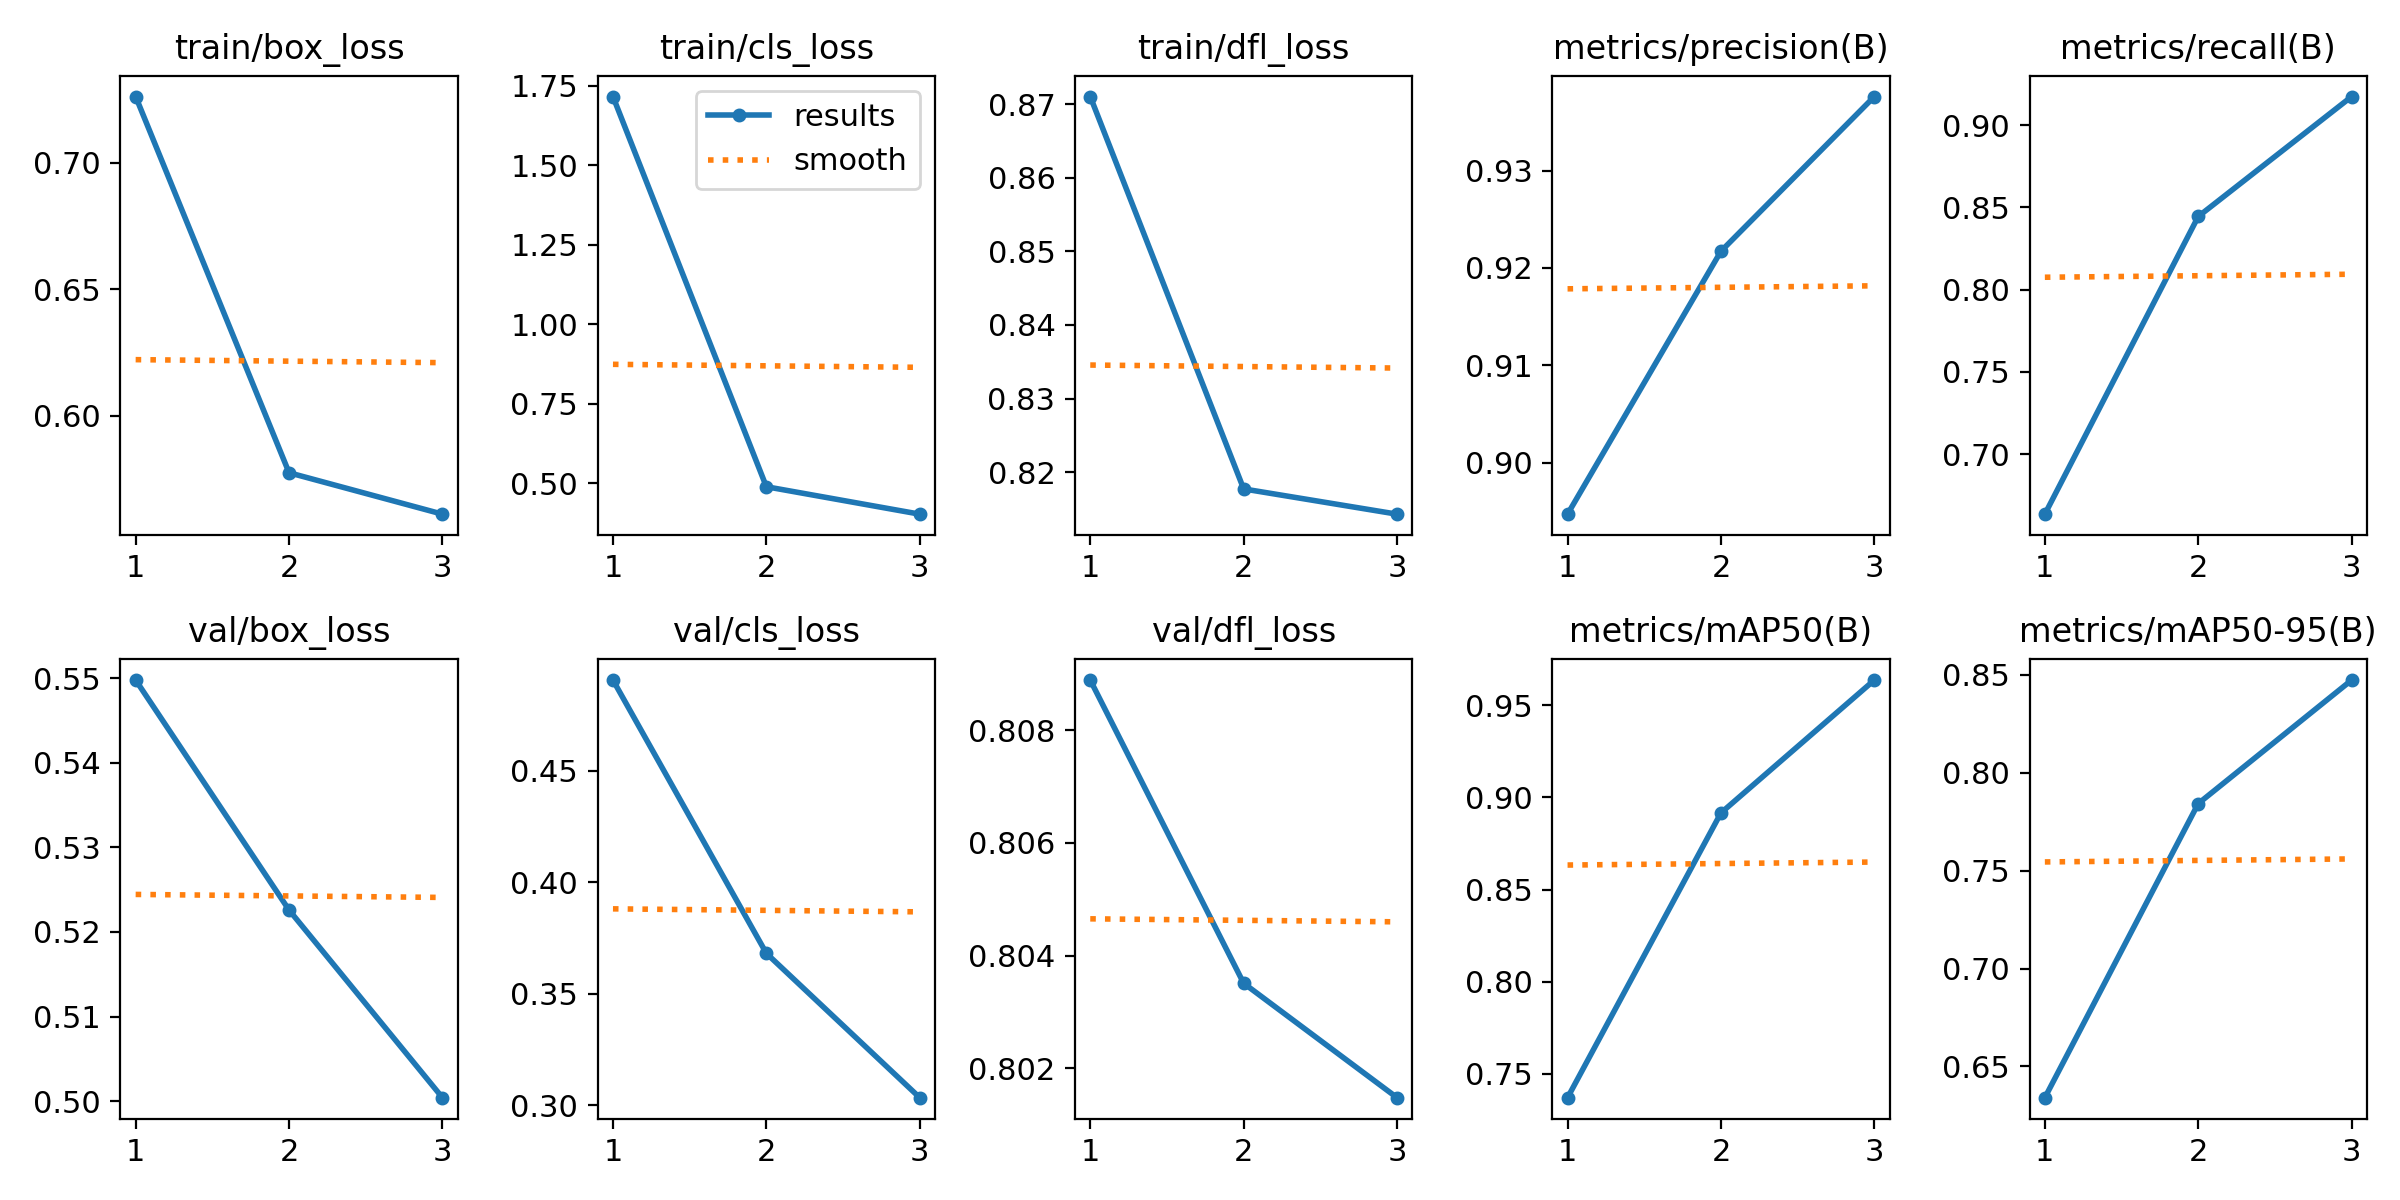 train/box_loss
0.70
0.65
0.60
1 2 3
train/cls_loss
results
smooth
1.75
1.50
1.25
1.00
0.75
0.50
1 2 3
train/dfl_loss
0.87
0.86
0.85
0.84
0.83
0.82
1 2 3
metrics/precision(B)
0.93
0.92
0.91
0.90
1 2 3
metrics/recall(B)
0.90
0.85
0.80
0.75
0.70
1 2 3
val/box_loss
0.55
0.54
0.53
0.52
0.51
0.50
1 2 3
val/cls_loss
0.45
0.40
0.35
0.30
1 2 3
val/dfl_loss
0.808
0.806
0.804
0.802
1 2 3
metrics/mAP50(B)
0.95
0.90
0.85
0.80
0.75
1 2 3
metrics/mAP50-95(B)
0.85
0.80
0.75
0.70
0.65
1 2 3